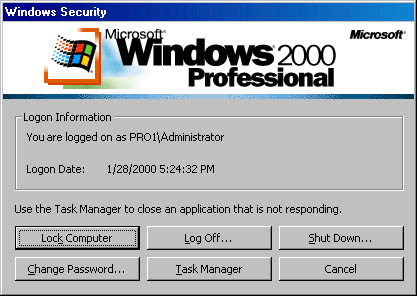 Windows Security
Microsoft
Windows 2000
Professional
Microsoft
Logon Information
You are logged on as PRO1\Administrator
Logon Date: 1/28/2000 5:24:32 PM
Use the Task Manager to close an application that is not responding.
Lock Computer Log Off... Shut Down...
Change Password... Task Manager Cancel